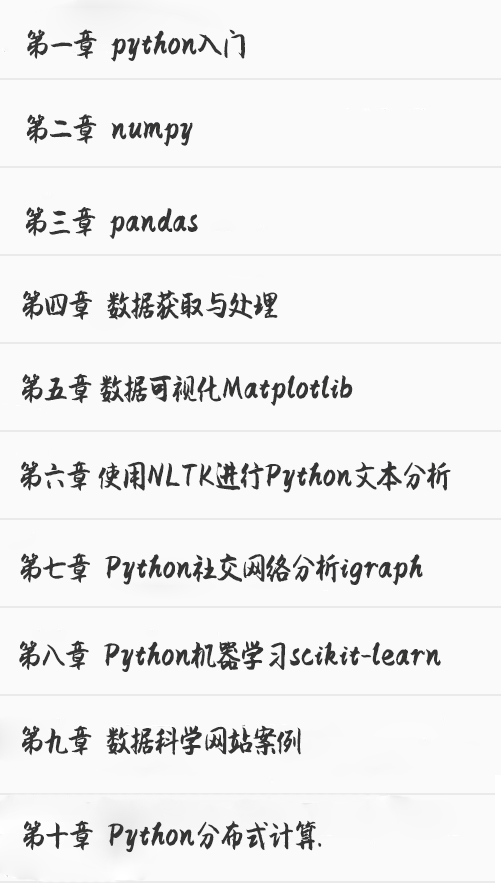 第一章 python入门
第二章 numpy
第三章 pandas
第四章 数据获取与处理
第五章 数据可视化Matplotlib
第六章 使用NLTK进行Python文本分析
第七章 Python社交网络分析igraph
第八章 Python机器学习scikit-learn
第九章 数据科学网站案例
第十章 Python分布式计算.